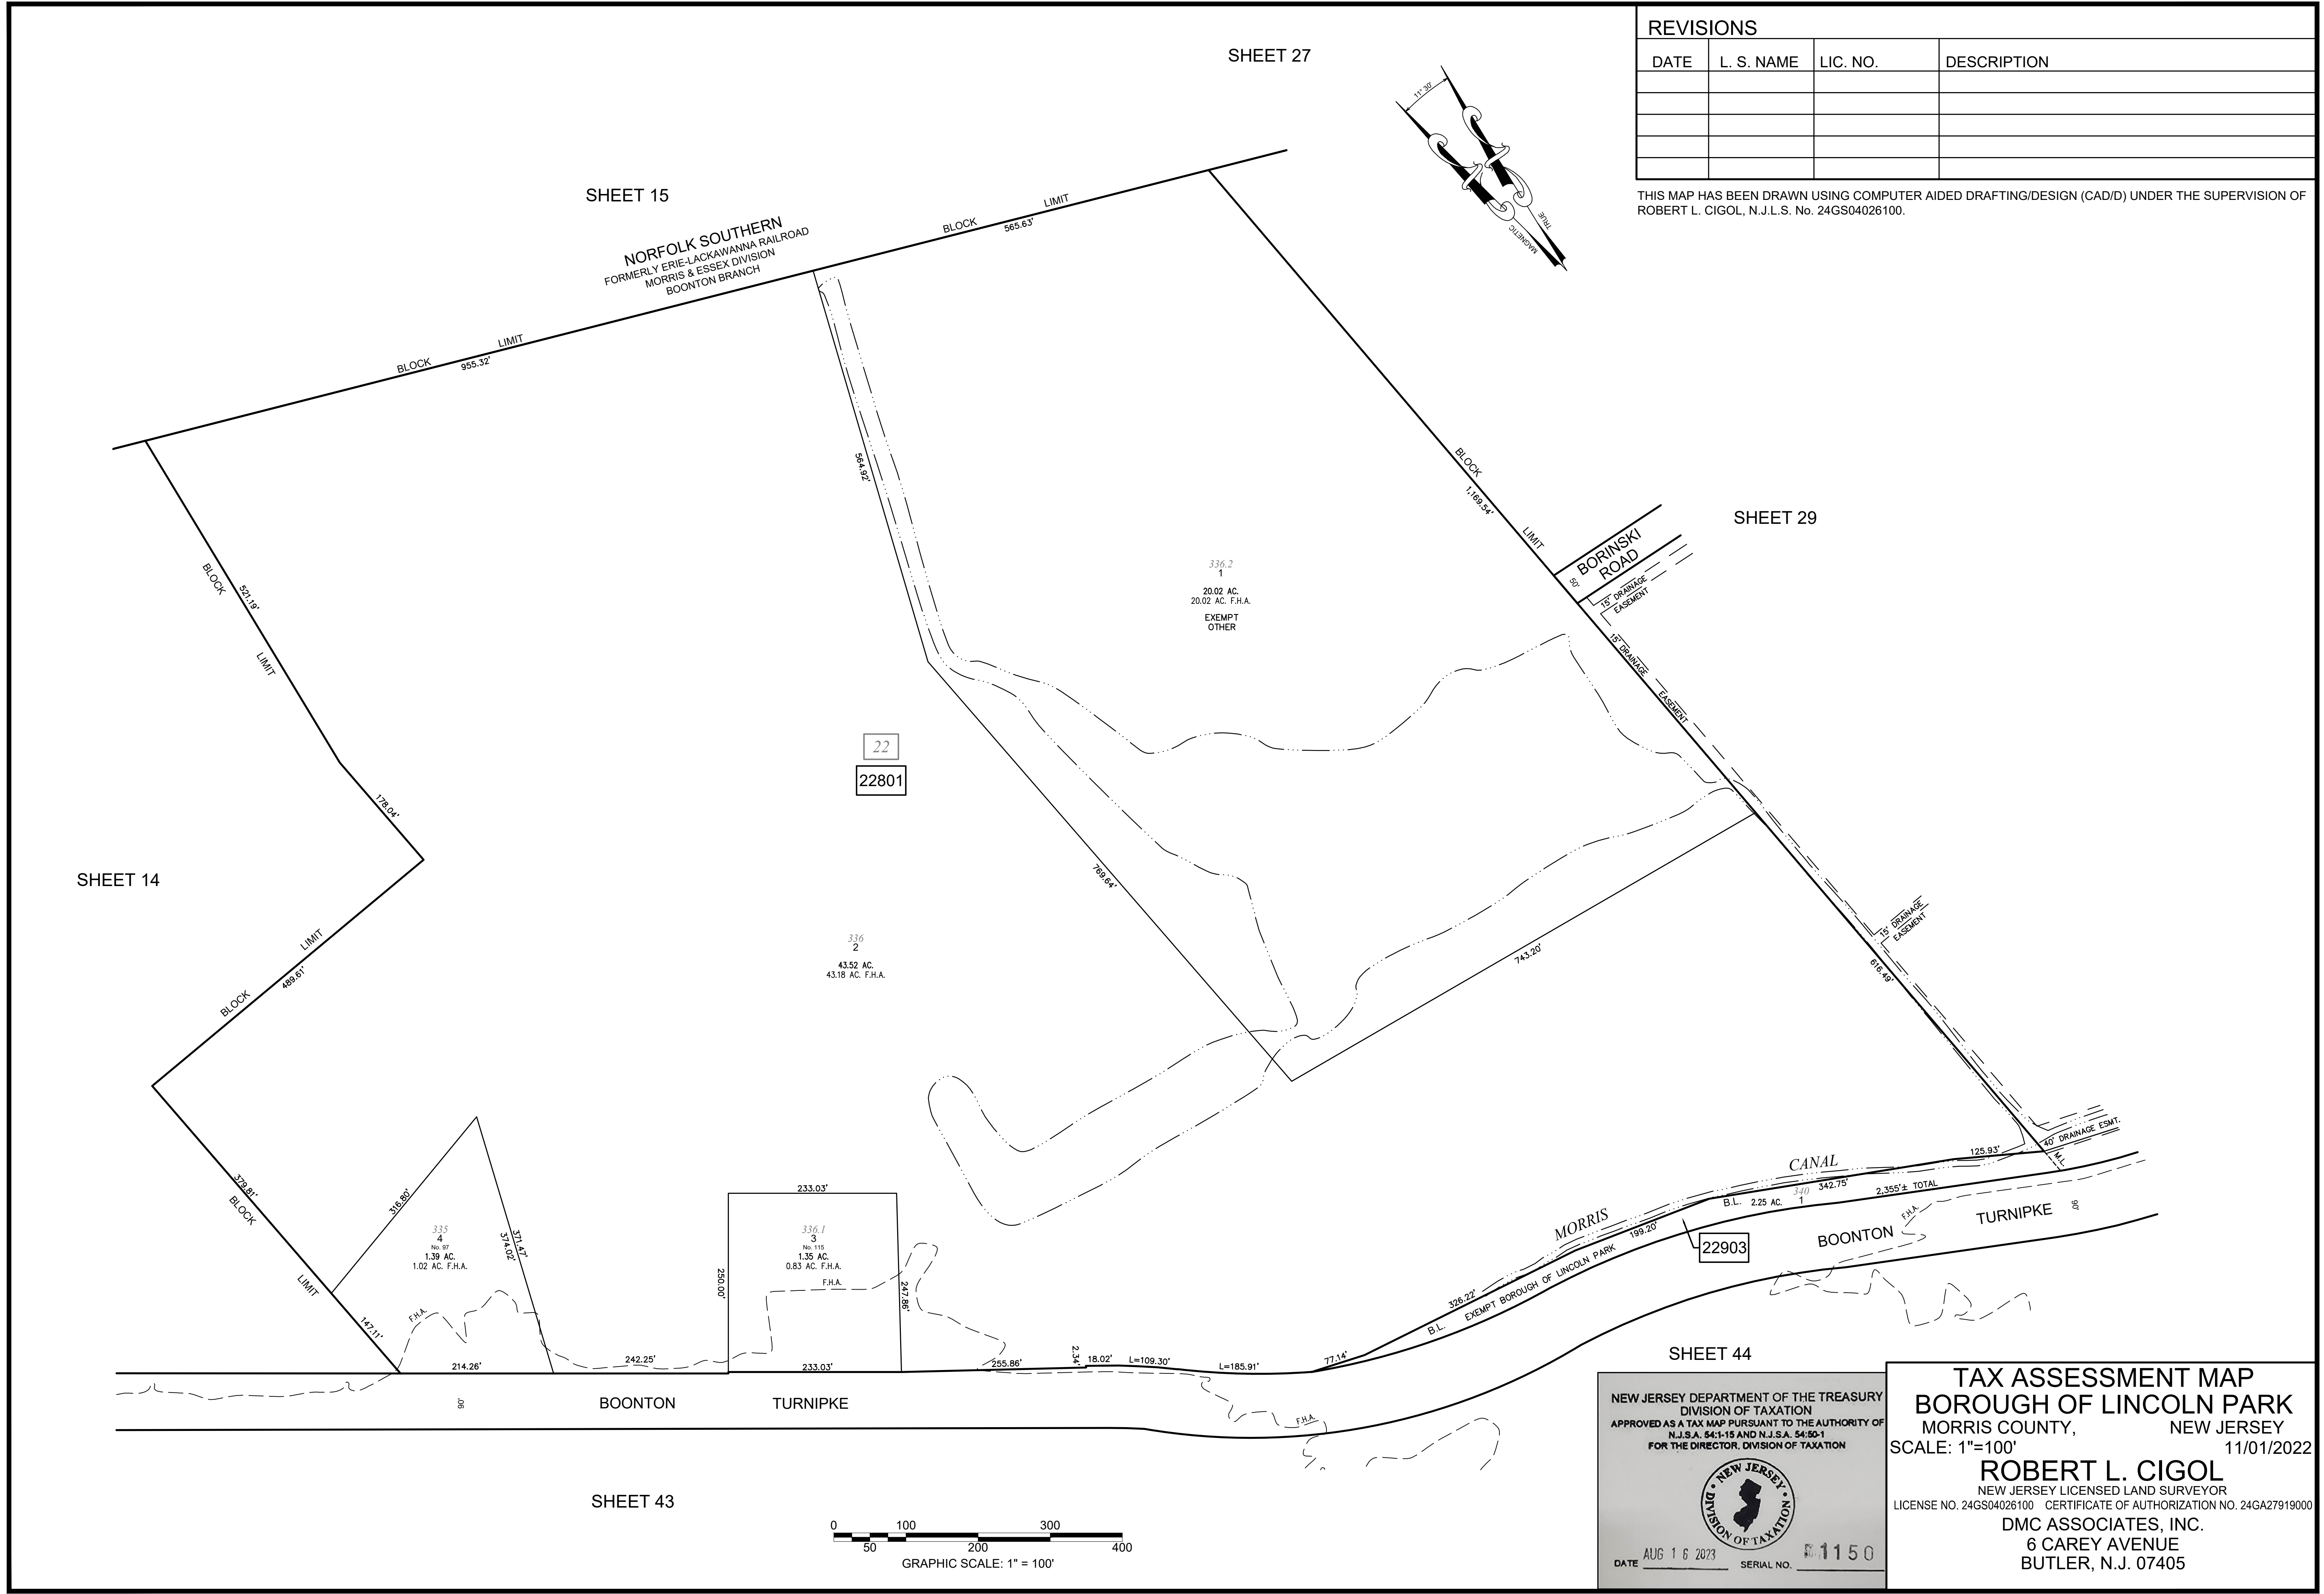 SHEET 27
REVISIONS
DATE L. S. NAME LIC. NO. DESCRIPTION
THIS MAP HAS BEEN DRAWN USING COMPUTER AIDED DRAFTING/DESIGN (CAD/D) UNDER THE SUPERVISION OF
ROBERT L. CIGOL, N.J.L.S. No. 24GS04026100.
11° 30'
TRUE
MAGNETIC
SHEET 15
NORFOLK SOUTHERN
FORMERLY ERIE-LACKAWANNA RAILROAD
MORRIS & ESSEX DIVISION
BOONTON BRANCH
BLOCK LIMIT
565.63'
BLOCK LIMIT
955.32'
564.92'
BLOCK LIMIT
1,169.54'
SHEET 29
BORINSKI
ROAD
50'
15' DRAINAGE
EASEMENT
15' DRAINAGE EASEMENT
336.2
1
20.02 AC.
20.02 AC. F.H.A.
EXEMPT
OTHER
BLOCK LIMIT
521.19'
178.04'
22
22801
SHEET 14
BLOCK LIMIT
489.61'
769.64'
336
2
43.52 AC.
43.18 AC. F.H.A.
743.20'
15' DRAINAGE
EASEMENT
616.49'
40' DRAINAGE ESMT.
M.L.
379.81'
BLOCK LIMIT
147.11'
316.80'
335
4
No. 97
1.39 AC.
1.02 AC. F.H.A.
371.47'
374.02'
F.H.A.
214.26'
242.25'
233.03'
250.00'
336.1
3
No. 115
1.35 AC.
0.83 AC. F.H.A.
F.H.A.
247.86'
233.03'
255.86'
2.34'
18.02'
L=109.30'
L=185.91'
77.14'
326.22'
MORRIS CANAL
199.20'
342.75'
125.93'
B.L. EXEMPT BOROUGH OF LINCOLN PARK
B.L. 2.25 AC.
340
1
2,355'± TOTAL
22903
BOONTON TURNIPKE
90'
F.H.A.
90'
BOONTON TURNIPKE
F.H.A.
SHEET 44
SHEET 43
0 100 300
50 200 400
GRAPHIC SCALE: 1" = 100'
NEW JERSEY DEPARTMENT OF THE TREASURY
DIVISION OF TAXATION
APPROVED AS A TAX MAP PURSUANT TO THE AUTHORITY OF
N.J.S.A. 54:1-15 AND N.J.S.A. 54:50-1
FOR THE DIRECTOR, DIVISION OF TAXATION
NEW JERSEY
DIVISION OF TAXATION
DATE AUG 16 2023 SERIAL NO. 1150
TAX ASSESSMENT MAP
BOROUGH OF LINCOLN PARK
MORRIS COUNTY, NEW JERSEY
SCALE: 1"=100' 11/01/2022
ROBERT L. CIGOL
NEW JERSEY LICENSED LAND SURVEYOR
LICENSE NO. 24GS04026100 CERTIFICATE OF AUTHORIZATION NO. 24GA27919000
DMC ASSOCIATES, INC.
6 CAREY AVENUE
BUTLER, N.J. 07405